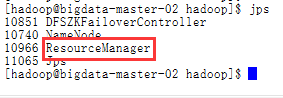 [hadoop@bigdata-master-02 hadoop]$ jps
10851 DFSZKFailoverController
10740 NameNode
10966 ResourceManager
11065 Jps
[hadoop@bigdata-master-02 hadoop]$